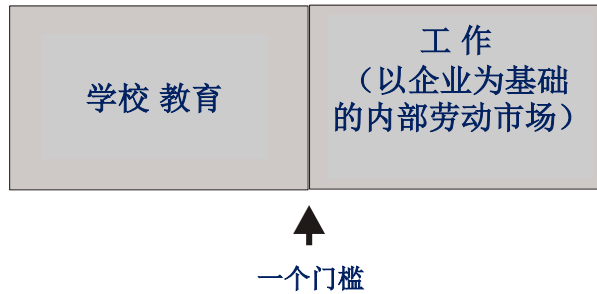 学校 教育
工 作
（以企业为基础
的内部劳动市场）
一个门槛